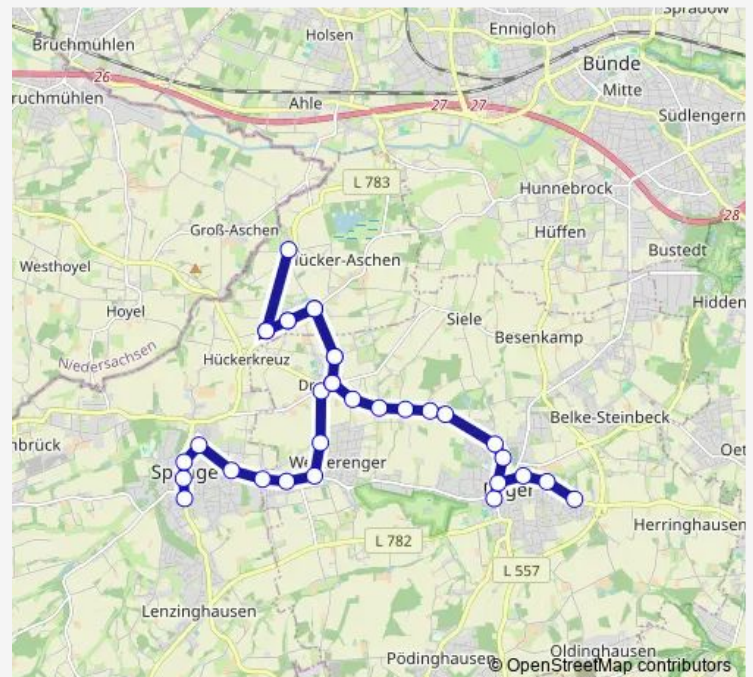 Spradow
Bruchmühlen
Holsen
Ennigloh
Bünde
26
Mitte
ruchmühlen
Ahle
27
27
Südlengern
L 783
Hunnebrock
28
Groß-Aschen
Hüffen
Bustedt
Westhoyel
ücker-Aschen
Hidden
Hoyel
Siele
Besenkamp
Niedersachsen
Hückerkreuz
Dr
Belke-Steinbeck
nbrück
Oet
We
erenger
Sp
ge
ger
Herringhausen
L 782
L 557
Lenzinghausen
Pödinghausen
Oldinghausen
© OpenStreetMap contributors